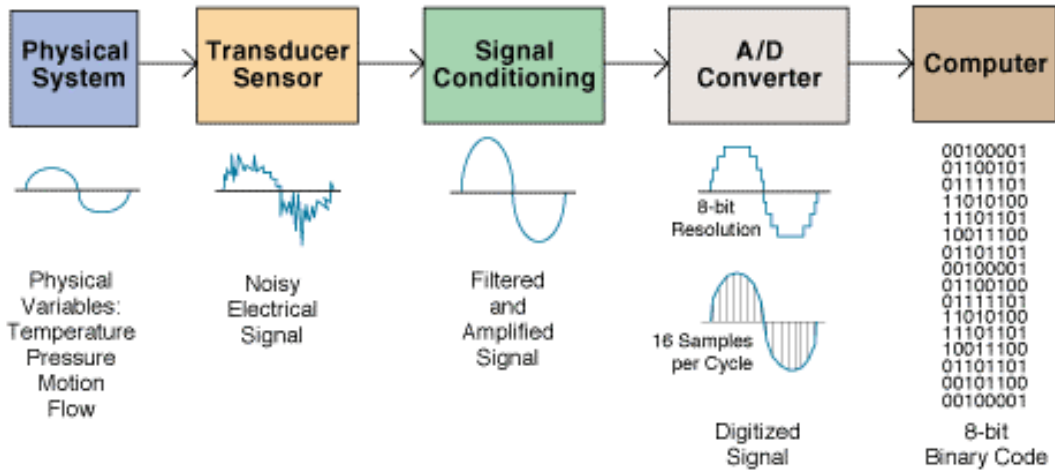 Physical
System
Transducer
Sensor
Signal
Conditioning
A/D
Converter
Computer
Physical
Variables:
Temperature
Pressure
Motion
Flow
Noisy
Electrical
Signal
Filtered
and
Amplified
Signal
8-bit
Resolution
16 Samples
per Cycle
Digitized
Signal
00100001
01100101
01111101
11010100
11101101
10011100
01101101
00100001
01100100
01111101
11010100
11101101
10011100
01101101
00101100
00100001
8-bit
Binary Code